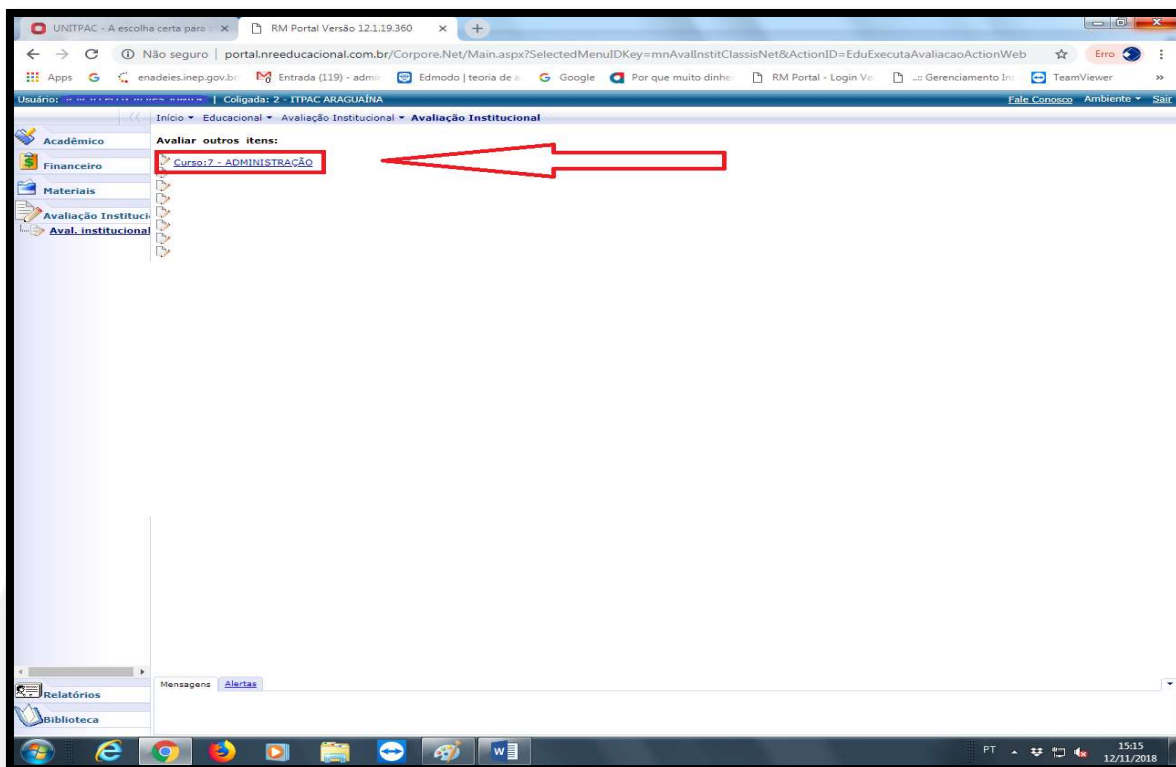 UNITPAC - A escolha certa para
RM Portal Versão 12.1.19.360
Não seguro | portal.nreeducacional.com.br/Corpore.Net/Main.aspx?SelectedMenuIDKey=mnAvalInstitClassisNet&ActionID=EduExecutaAvaliacaoActionWeb
Erro
Apps
enadeies.inep.gov.br
Entrada (119) - admi
Edmodo | teoria de a
Google
Por que muito dinhe
RM Portal - Login Ve
..:: Gerenciamento In
TeamViewer
Usuário: | Coligada: 2 - ITPAC ARAGUAÍNA
Fale Conosco Ambiente Sair
Início Educacional Avaliação Institucional Avaliação Institucional
Acadêmico
Financeiro
Materiais
Avaliação Instituci
Aval. institucional
Avaliar outros itens:
Curso:7 - ADMINISTRAÇÃO
Relatórios
Biblioteca
Mensagens Alertas
PT
15:15
12/11/2018